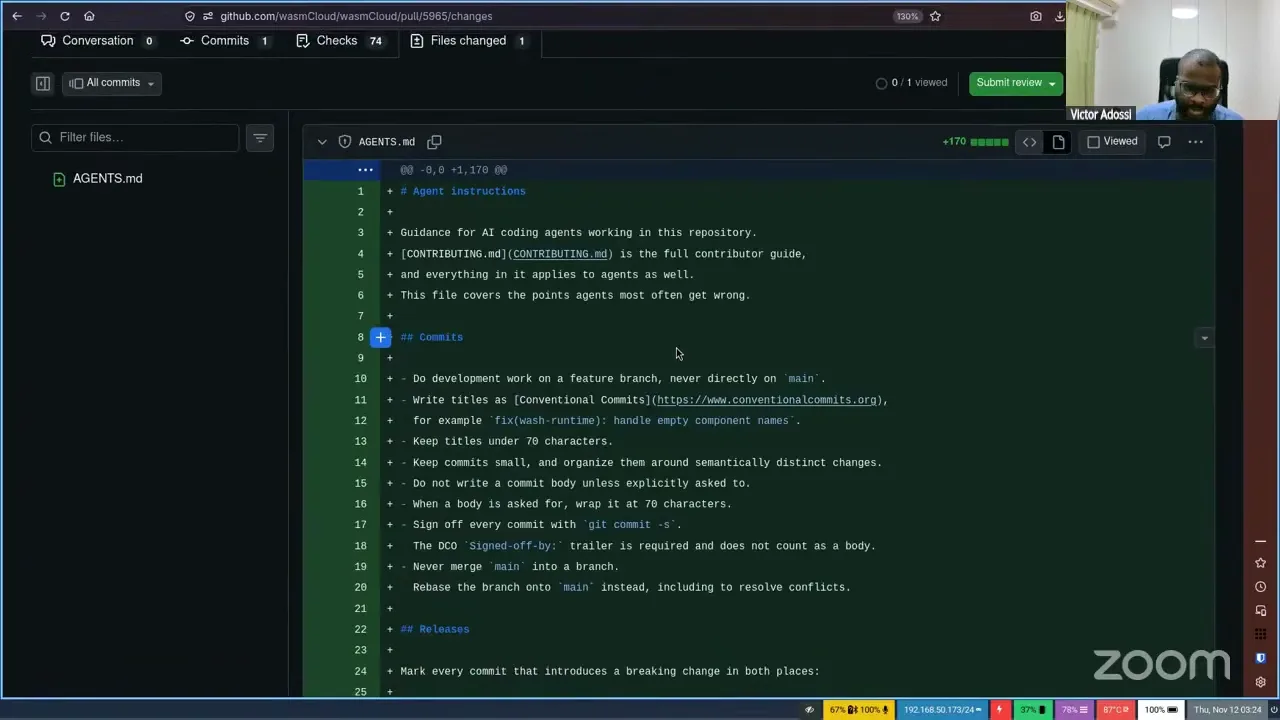 github.com/wasmCloud/wasmCloud/pull/5965/changes
130%
Conversation 0
Commits 1
Checks 74
Files changed 1
All commits
0 / 1 viewed
Submit review
Victor Adossi
Filter files...
AGENTS.md
AGENTS.md
+170
Viewed
@@ -0,0 +1,170 @@
1 + # Agent instructions
2 +
3 + Guidance for AI coding agents working in this repository.
4 + [CONTRIBUTING.md](CONTRIBUTING.md) is the full contributor guide,
5 + and everything in it applies to agents as well.
6 + This file covers the points agents most often get wrong.
7 +
8 + ## Commits
9 +
10 + - Do development work on a feature branch, never directly on `main`.
11 + - Write titles as [Conventional Commits](https://www.conventionalcommits.org),
12 + for example `fix(wash-runtime): handle empty component names`.
13 + - Keep titles under 70 characters.
14 + - Keep commits small, and organize them around semantically distinct changes.
15 + - Do not write a commit body unless explicitly asked to.
16 + - When a body is asked for, wrap it at 70 characters.
17 + - Sign off every commit with `git commit -s`.
18 + The DCO `Signed-off-by:` trailer is required and does not count as a body.
19 + - Never merge `main` into a branch.
20 + Rebase the branch onto `main` instead, including to resolve conflicts.
21 +
22 + ## Releases
23 +
24 + Mark every commit that introduces a breaking change in both places:
25 +
zoom
67% 100% 192.168.50.173/24 37% 78% 87°C 100% Thu, Nov 12 03:24